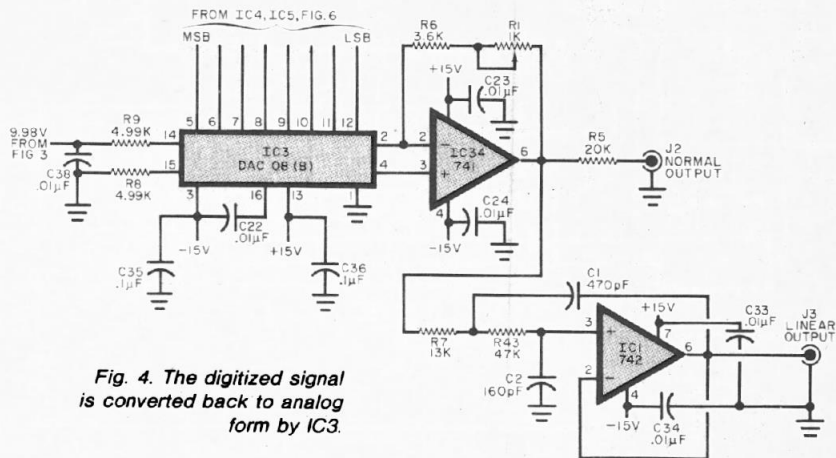 FROM IC4, IC5, FIG. 6
MSB
LSB
R6
3.6K
R1
1K
+15V
C23
.01µF
R9
4.99K
9.98V
FROM
FIG 3
C38
.01µF
R8
4.99K
5
6
7
8
9
10
11
12
14
15
IC3
DAC 08 (B)
2
4
3
16
13
1
2
3
IC34
741
6
4
R5
20K
J2
NORMAL
OUTPUT
C24
.01µF
-15V
C22
.01µF
-15V
+15V
C35
.1µF
C36
.1µF
C1
470pF
R7
13K
R43
47K
C2
160pF
+15V
C33
.01µF
3
2
7
IC1
742
6
4
J3
LINEAR
OUTPUT
-15V
C34
.01µF
Fig. 4. The digitized signal
is converted back to analog
form by IC3.